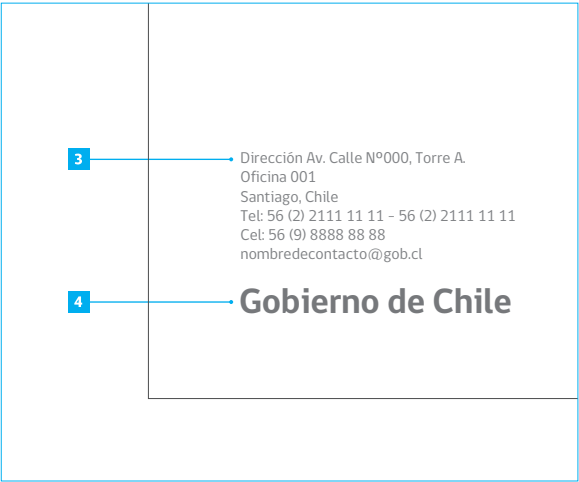 3
Dirección Av. Calle Nº000, Torre A.
Oficina 001
Santiago, Chile
Tel: 56 (2) 2111 11 11 - 56 (2) 2111 11 11
Cel: 56 (9) 8888 88 88
nombredecontacto@gob.cl
4
Gobierno de Chile